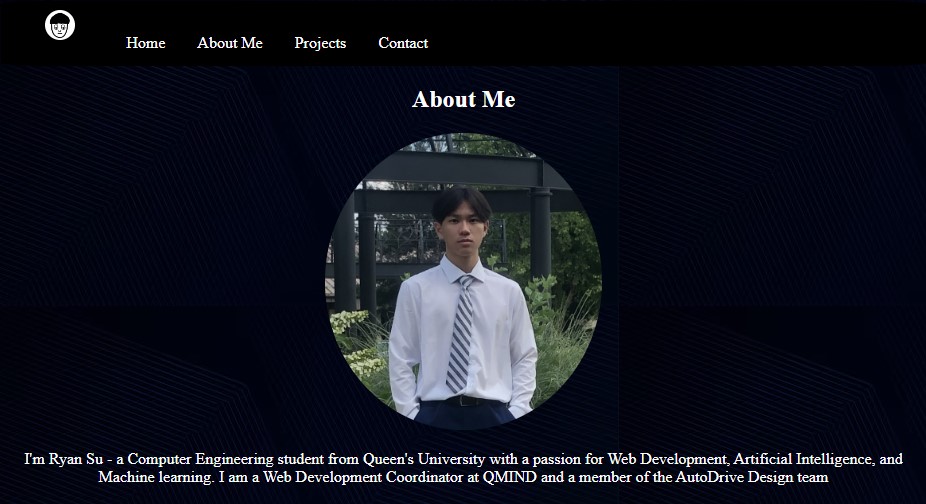 Home About Me Projects Contact
About Me
I'm Ryan Su - a Computer Engineering student from Queen's University with a passion for Web Development, Artificial Intelligence, and
Machine learning. I am a Web Development Coordinator at QMIND and a member of the AutoDrive Design team